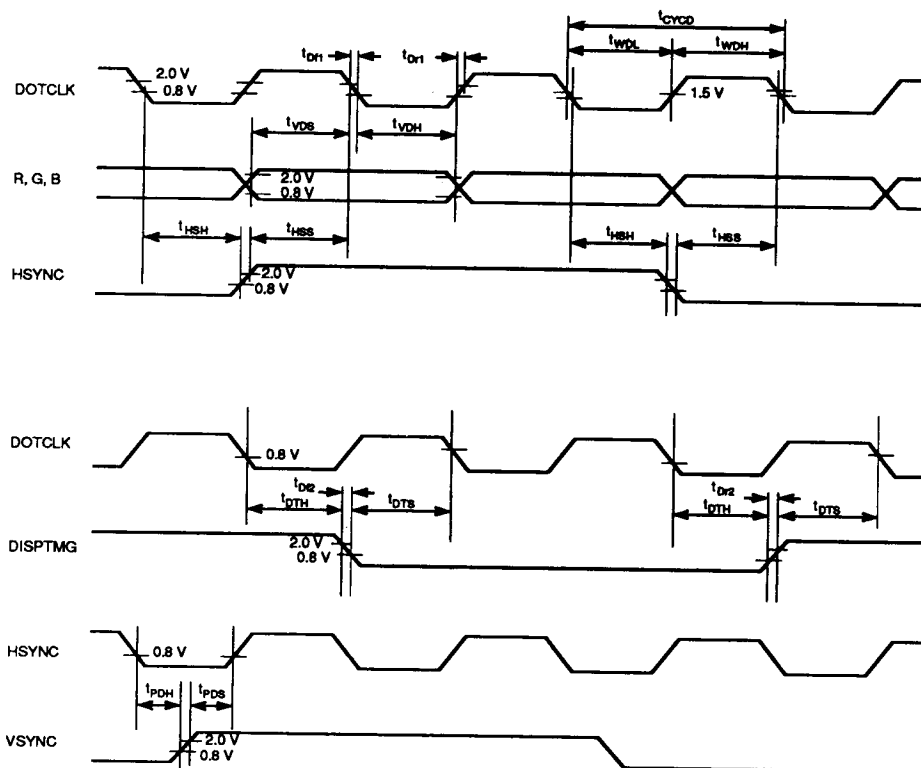 tCYCD
tDf1 tDr1 tWDL tWDH
DOTCLK 2.0 V 0.8 V 1.5 V
tVDS tVDH
R, G, B 2.0 V 0.8 V
tHSH tHSS tHSH tHSS
HSYNC 2.0 V 0.8 V
DOTCLK 0.8 V
tDf2 tDr2
tDTH tDTS tDTH tDTS
DISPTMG 2.0 V 0.8 V
HSYNC 0.8 V
tPDH tPDS
VSYNC 2.0 V 0.8 V